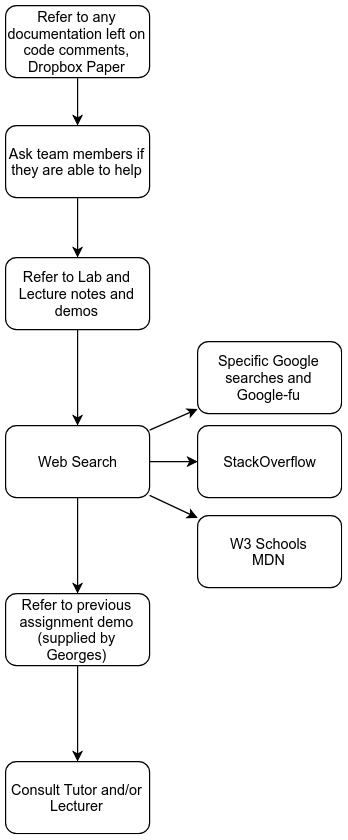 Refer to any
documentation left on
code comments,
Dropbox Paper
Ask team members if
they are able to help
Refer to Lab and
Lecture notes and
demos
Specific Google
searches and
Google-fu
Web Search
StackOverflow
W3 Schools
MDN
Refer to previous
assignment demo
(supplied by
Georges)
Consult Tutor and/or
Lecturer